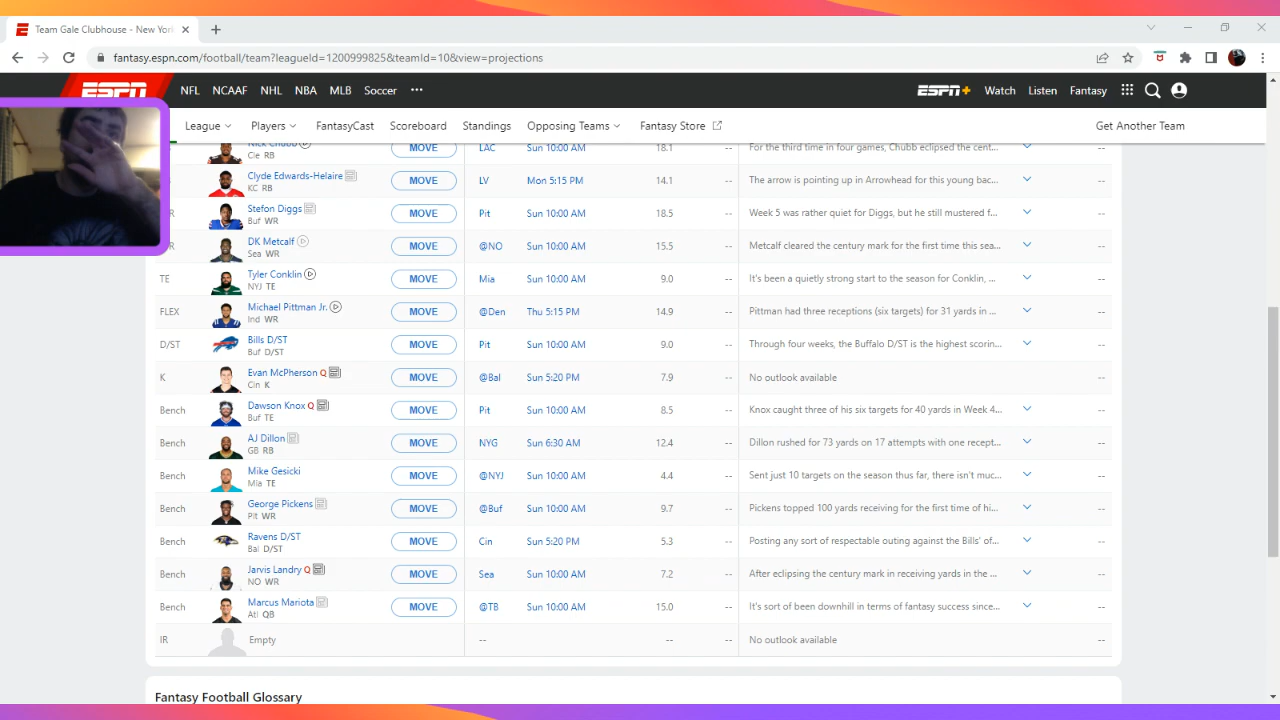 Team Gale Clubhouse - New Yor
fantasy.espn.com/football/team?leagueId=1200999825&teamId=10&view=projections
ESPN NFL NCAAF NHL NBA MLB Soccer ••• ESPN+ Watch Listen Fantasy
League Players FantasyCast Scoreboard Standings Opposing Teams Fantasy Store Get Another Team
Nick Chubb MOVE LAC Sun 10:00 AM 18.1 -- For the third time in four games, Chubb eclipsed the cent... --
Cle RB
Clyde Edwards-Helaire MOVE LV Mon 5:15 PM 14.1 -- The arrow is pointing up in Arrowhead for this young bac... --
KC RB
R Stefon Diggs MOVE Pit Sun 10:00 AM 18.5 -- Week 5 was rather quiet for Diggs, but he still mustered f... --
Buf WR
R DK Metcalf MOVE @NO Sun 10:00 AM 15.5 -- Metcalf cleared the century mark for the first time this sea... --
Sea WR
TE Tyler Conklin MOVE Mia Sun 10:00 AM 9.0 -- It's been a quietly strong start to the season for Conklin, ... --
NYJ TE
FLEX Michael Pittman Jr. MOVE @Den Thu 5:15 PM 14.9 -- Pittman had three receptions (six targets) for 31 yards in ... --
Ind WR
D/ST Bills D/ST MOVE Pit Sun 10:00 AM 9.0 -- Through four weeks, the Buffalo D/ST is the highest scorin... --
Buf D/ST
K Evan McPherson Q MOVE @Bal Sun 5:20 PM 7.9 -- No outlook available --
Cin K
Bench Dawson Knox Q MOVE Pit Sun 10:00 AM 8.5 -- Knox caught three of his six targets for 40 yards in Week 4... --
Buf TE
Bench AJ Dillon MOVE NYG Sun 6:30 AM 12.4 -- Dillon rushed for 73 yards on 17 attempts with one recept... --
GB RB
Bench Mike Gesicki MOVE @NYJ Sun 10:00 AM 4.4 -- Sent just 10 targets on the season thus far, there isn't muc... --
Mia TE
Bench George Pickens MOVE @Buf Sun 10:00 AM 9.7 -- Pickens topped 100 yards receiving for the first time of hi... --
Pit WR
Bench Ravens D/ST MOVE Cin Sun 5:20 PM 5.3 -- Posting any sort of respectable outing against the Bills' of... --
Bal D/ST
Bench Jarvis Landry Q MOVE Sea Sun 10:00 AM 7.2 -- After eclipsing the century mark in receiving yards in the ... --
NO WR
Bench Marcus Mariota MOVE @TB Sun 10:00 AM 15.0 -- It's sort of been downhill in terms of fantasy success since... --
Atl QB
IR Empty -- -- -- No outlook available --
Fantasy Football Glossary